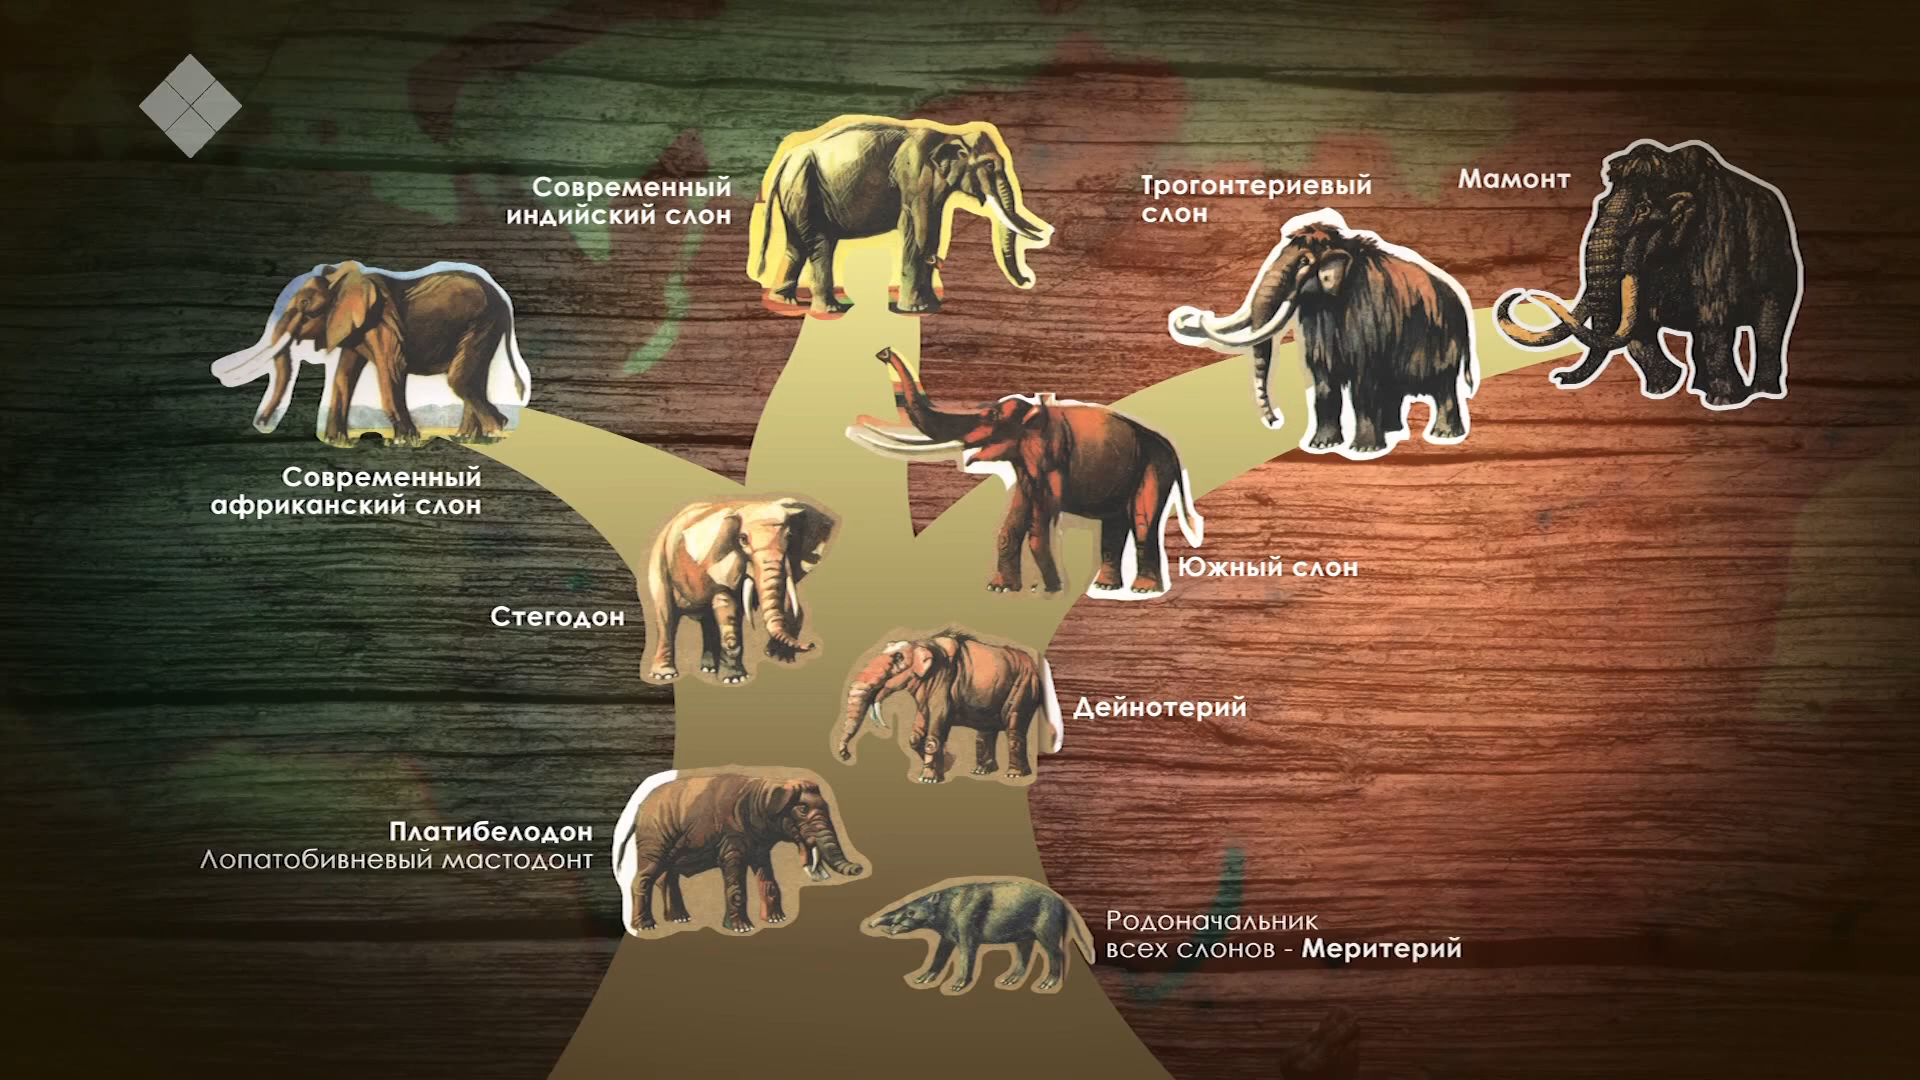 Современный
индийский слон
Трогонтериевый
слон
Мамонт
Современный
африканский слон
Южный слон
Стегодон
Дейнотерий
Платибелодон
Лопатобивневый мастодонт
Родоначальник
всех слонов - Меритерий